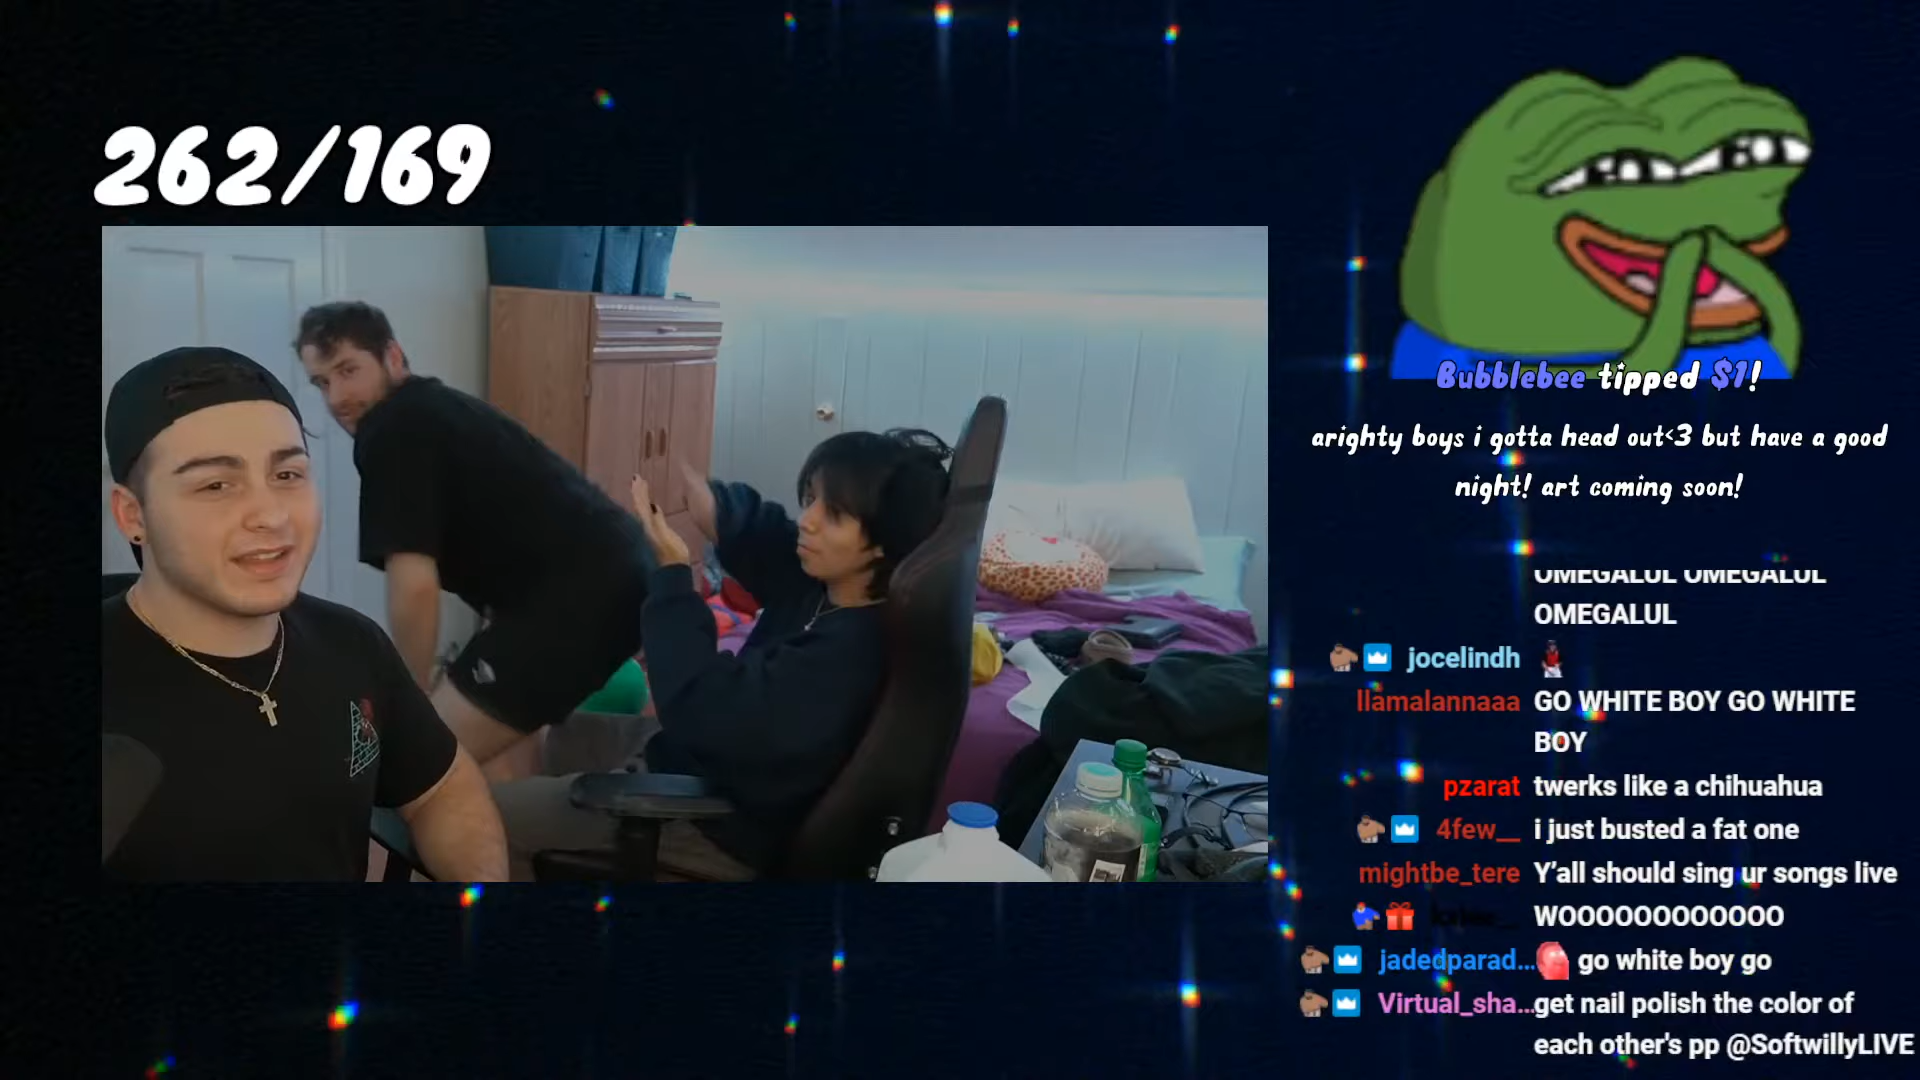 262/169
Bubblebee tipped $1!
arighty boys i gotta head out<3 but have a good
night! art coming soon!
OMEGALUL OMEGALUL
OMEGALUL
jocelindh
llamalannaaa GO WHITE BOY GO WHITE
BOY
pzarat twerks like a chihuahua
4few__ i just busted a fat one
mightbe_tere Y'all should sing ur songs live
WOOOOOOOOOOOO
jadedparad... go white boy go
Virtual_sha... get nail polish the color of
each other's pp @SoftwillyLIVE